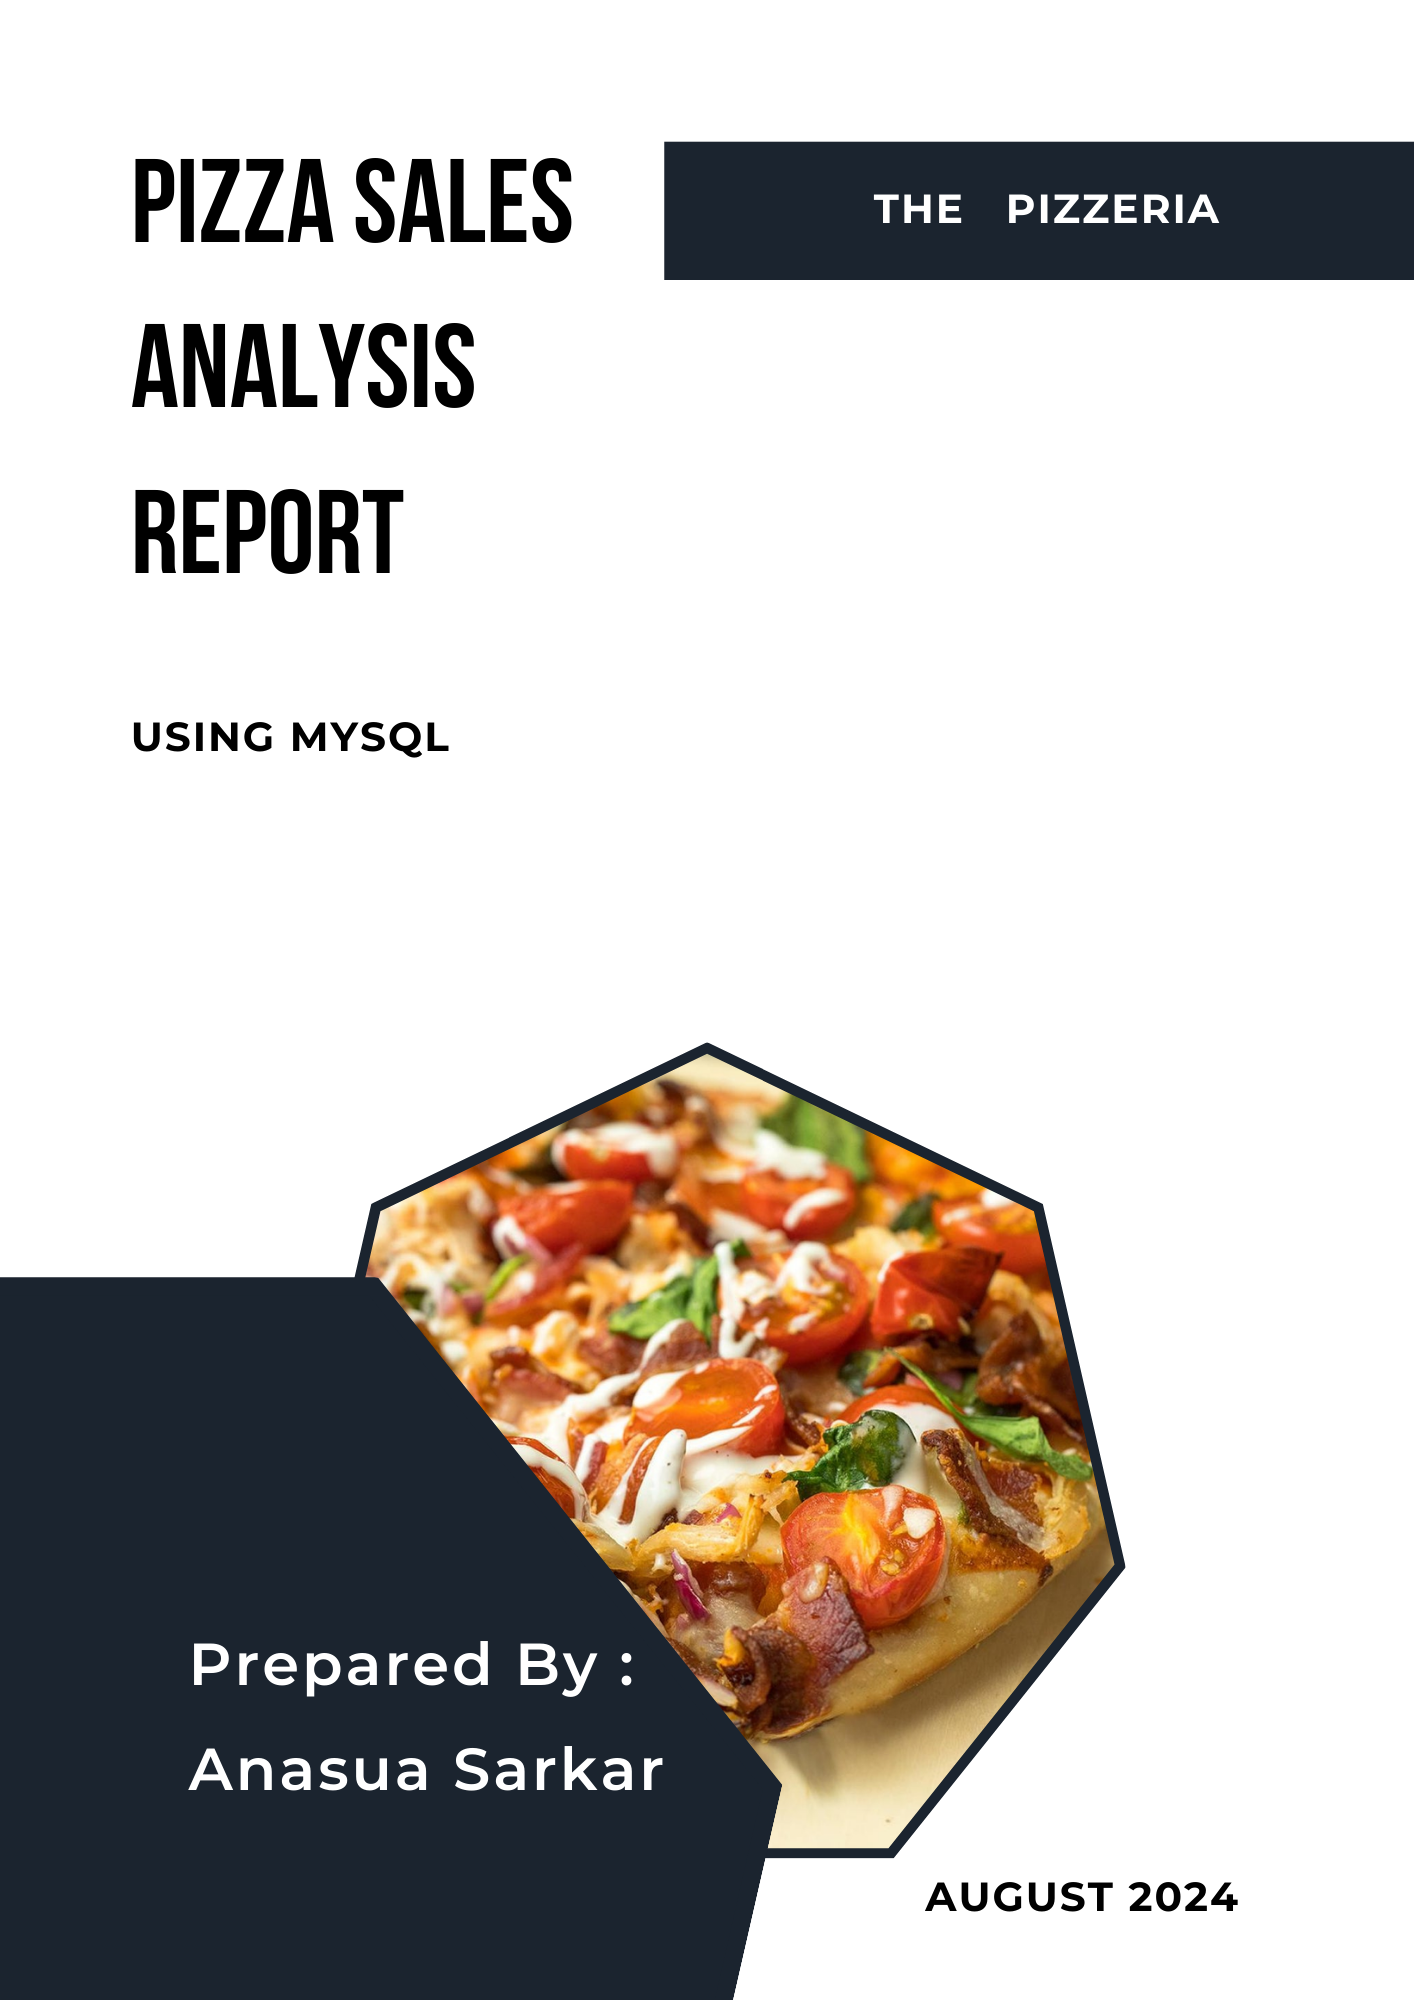 PIZZA SALES
ANALYSIS
REPORT
THE PIZZERIA
USING MYSQL
Prepared By :
Anasua Sarkar
AUGUST 2024